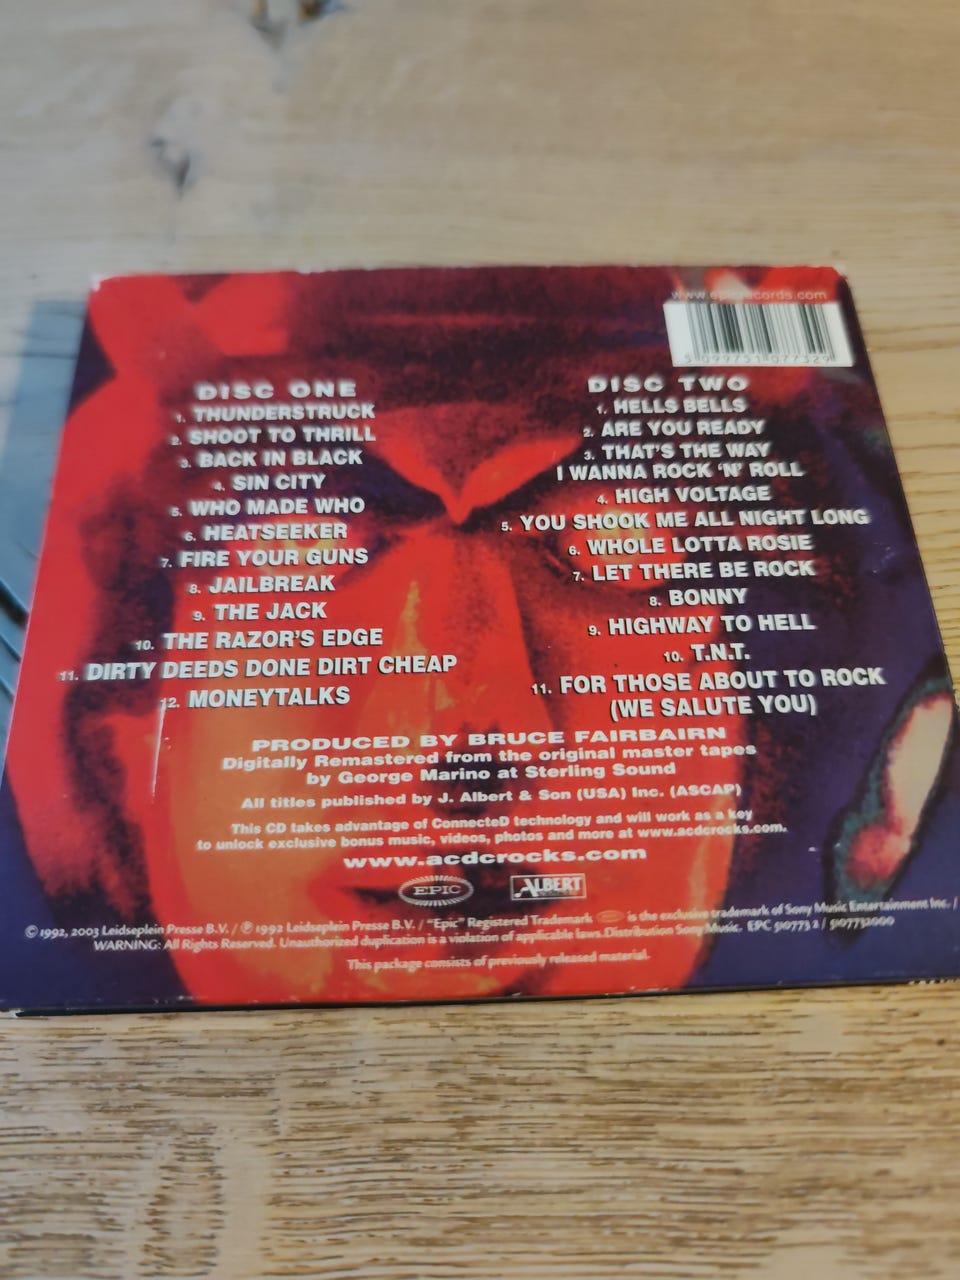 www.epicrecords.com
5 099751 077329
DISC ONE
1. THUNDERSTRUCK
2. SHOOT TO THRILL
3. BACK IN BLACK
4. SIN CITY
5. WHO MADE WHO
6. HEATSEEKER
7. FIRE YOUR GUNS
8. JAILBREAK
9. THE JACK
10. THE RAZOR'S EDGE
11. DIRTY DEEDS DONE DIRT CHEAP
12. MONEYTALKS
DISC TWO
1. HELLS BELLS
2. ARE YOU READY
3. THAT'S THE WAY
I WANNA ROCK 'N' ROLL
4. HIGH VOLTAGE
5. YOU SHOOK ME ALL NIGHT LONG
6. WHOLE LOTTA ROSIE
7. LET THERE BE ROCK
8. BONNY
9. HIGHWAY TO HELL
10. T.N.T.
11. FOR THOSE ABOUT TO ROCK
(WE SALUTE YOU)
PRODUCED BY BRUCE FAIRBAIRN
Digitally Remastered from the original master tapes
by George Marino at Sterling Sound
All titles published by J. Albert & Son (USA) Inc. (ASCAP)
This CD takes advantage of ConnecteD technology and will work as a key
to unlock exclusive bonus music, videos, photos and more at www.acdcrocks.com.
www.acdcrocks.com
EPIC
ALBERT
© 1992, 2003 Leidseplein Presse B.V. / ℗ 1992 Leidseplein Presse B.V. / "Epic" Registered Trademark is the exclusive trademark of Sony Music Entertainment Inc. /
WARNING: All Rights Reserved. Unauthorized duplication is a violation of applicable laws. Distribution Sony Music. EPC 5107732 / 5107732000
This package consists of previously released material.